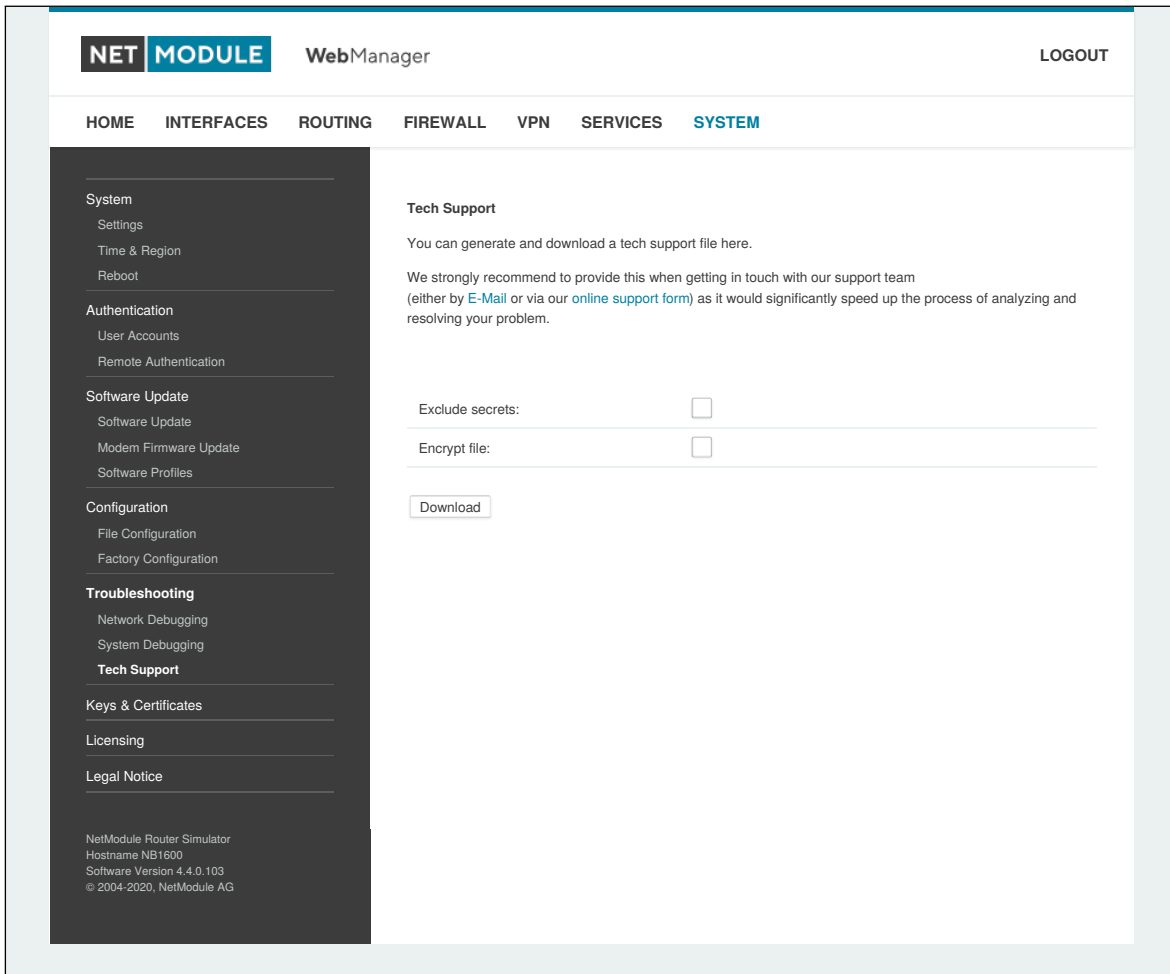 NET MODULE WebManager LOGOUT
HOME INTERFACES ROUTING FIREWALL VPN SERVICES SYSTEM
System
Settings
Time & Region
Reboot
Authentication
User Accounts
Remote Authentication
Software Update
Software Update
Modem Firmware Update
Software Profiles
Configuration
File Configuration
Factory Configuration
Troubleshooting
Network Debugging
System Debugging
Tech Support
Keys & Certificates
Licensing
Legal Notice
NetModule Router Simulator
Hostname NB1600
Software Version 4.4.0.103
© 2004-2020, NetModule AG
Tech Support
You can generate and download a tech support file here.
We strongly recommend to provide this when getting in touch with our support team
(either by E-Mail or via our online support form) as it would significantly speed up the process of analyzing and
resolving your problem.
Exclude secrets:
Encrypt file:
Download